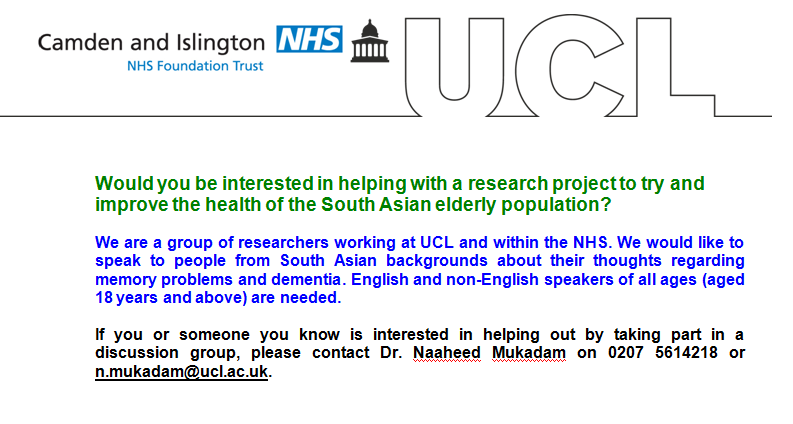 Camden and Islington NHS
NHS Foundation Trust
UCL
Would you be interested in helping with a research project to try and
improve the health of the South Asian elderly population?
We are a group of researchers working at UCL and within the NHS. We would like to
speak to people from South Asian backgrounds about their thoughts regarding
memory problems and dementia. English and non-English speakers of all ages (aged
18 years and above) are needed.
If you or someone you know is interested in helping out by taking part in a
discussion group, please contact Dr. Naaheed Mukadam on 0207 5614218 or
n.mukadam@ucl.ac.uk.